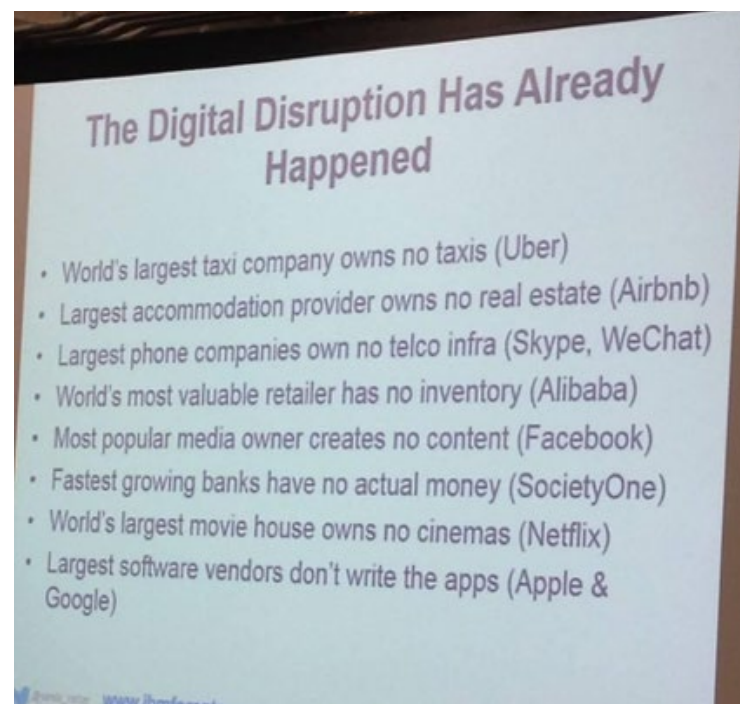 The Digital Disruption Has Already
Happened
• World's largest taxi company owns no taxis (Uber)
• Largest accommodation provider owns no real estate (Airbnb)
• Largest phone companies own no telco infra (Skype, WeChat)
• World's most valuable retailer has no inventory (Alibaba)
• Most popular media owner creates no content (Facebook)
• Fastest growing banks have no actual money (SocietyOne)
• World's largest movie house owns no cinemas (Netflix)
• Largest software vendors don't write the apps (Apple &
Google)